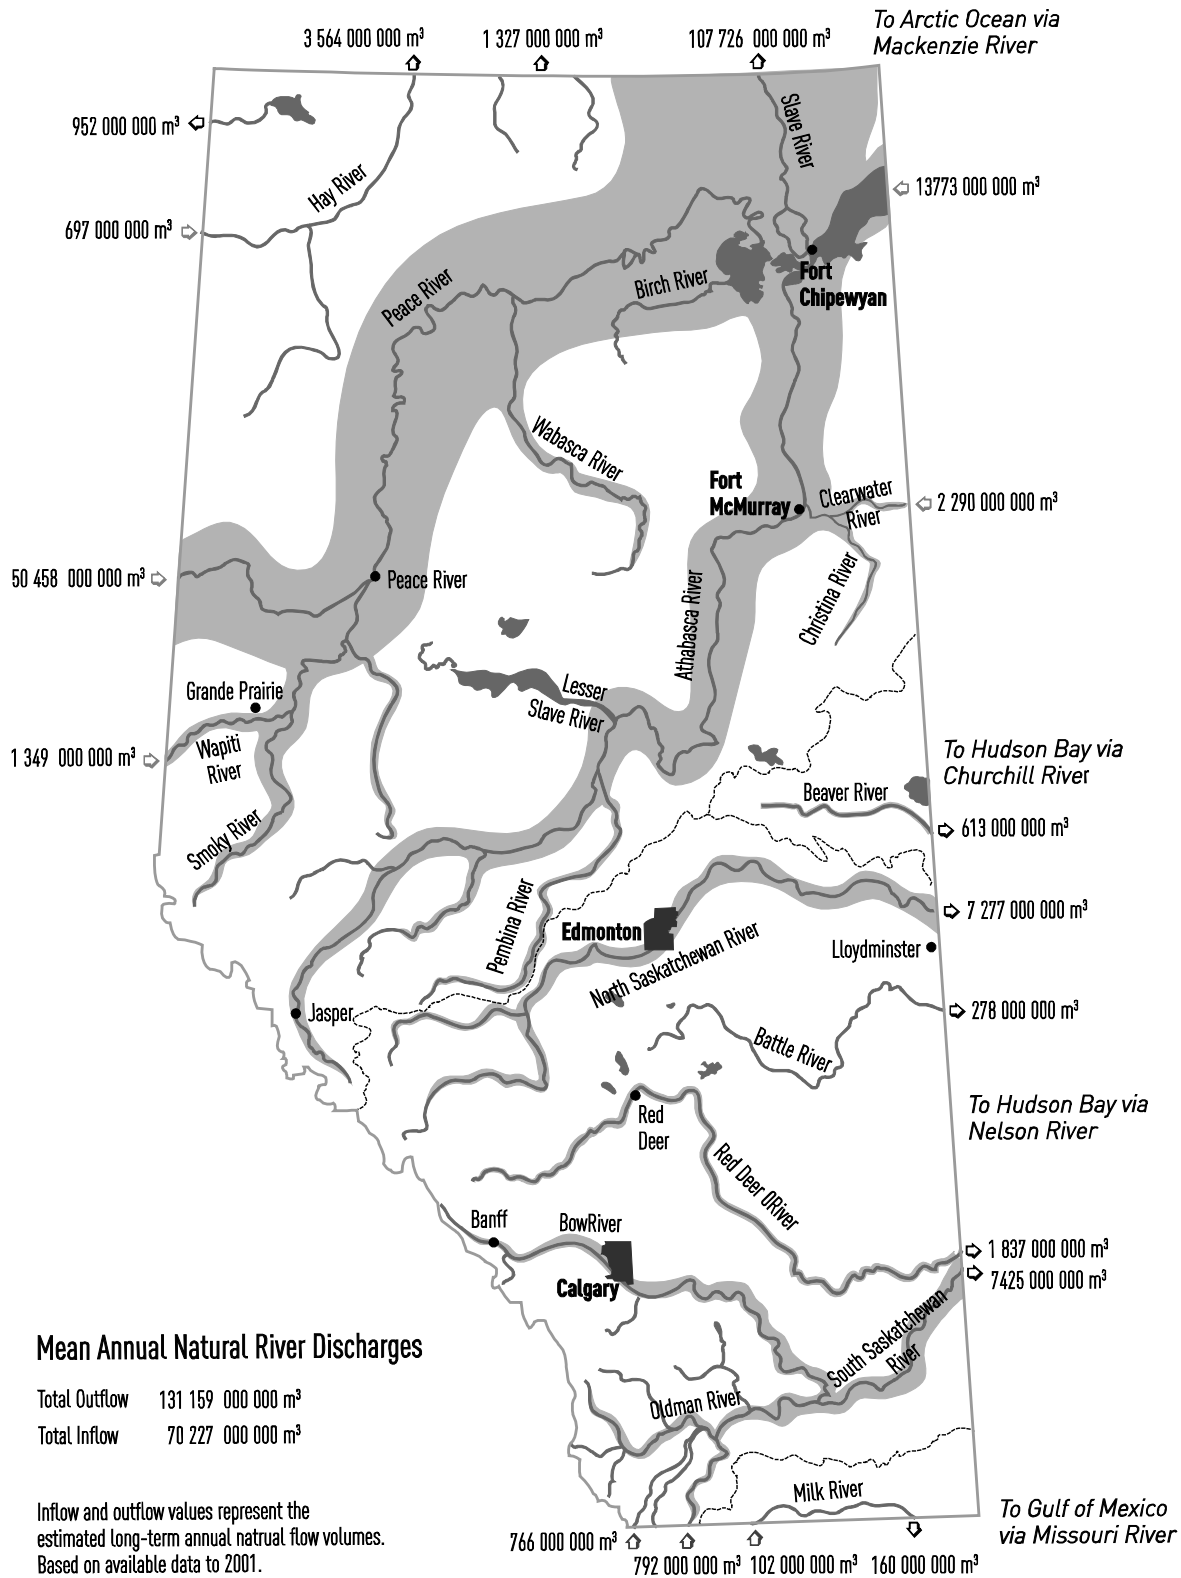 To Arctic Ocean via
Mackenzie River
3 564 000 000 m³
1 327 000 000 m³
107 726 000 000 m³
952 000 000 m³
Slave River
Hay River
13773 000 000 m³
697 000 000 m³
Fort
Chipewyan
Birch River
Peace River
Wabasca River
Fort
McMurray
Clearwater
River
2 290 000 000 m³
50 458 000 000 m³
Peace River
Christina River
Athabasca River
Grande Prairie
Lesser
Slave River
Wapiti
River
1 349 000 000 m³
To Hudson Bay via
Churchill River
Beaver River
613 000 000 m³
Smoky River
Pembina River
7 277 000 000 m³
Edmonton
Lloydminster
North Saskatchewan River
Jasper
278 000 000 m³
Battle River
To Hudson Bay via
Nelson River
Red
Deer
Red Deer 0River
Banff
BowRiver
1 837 000 000 m³
7425 000 000 m³
Calgary
South Saskatchewan
River
Mean Annual Natural River Discharges
Total Outflow 131 159 000 000 m³
Total Inflow 70 227 000 000 m³
Oldman River
Milk River
Inflow and outflow values represent the
estimated long-term annual natrual flow volumes.
Based on available data to 2001.
To Gulf of Mexico
via Missouri River
766 000 000 m³
792 000 000 m³
102 000 000 m³
160 000 000 m³